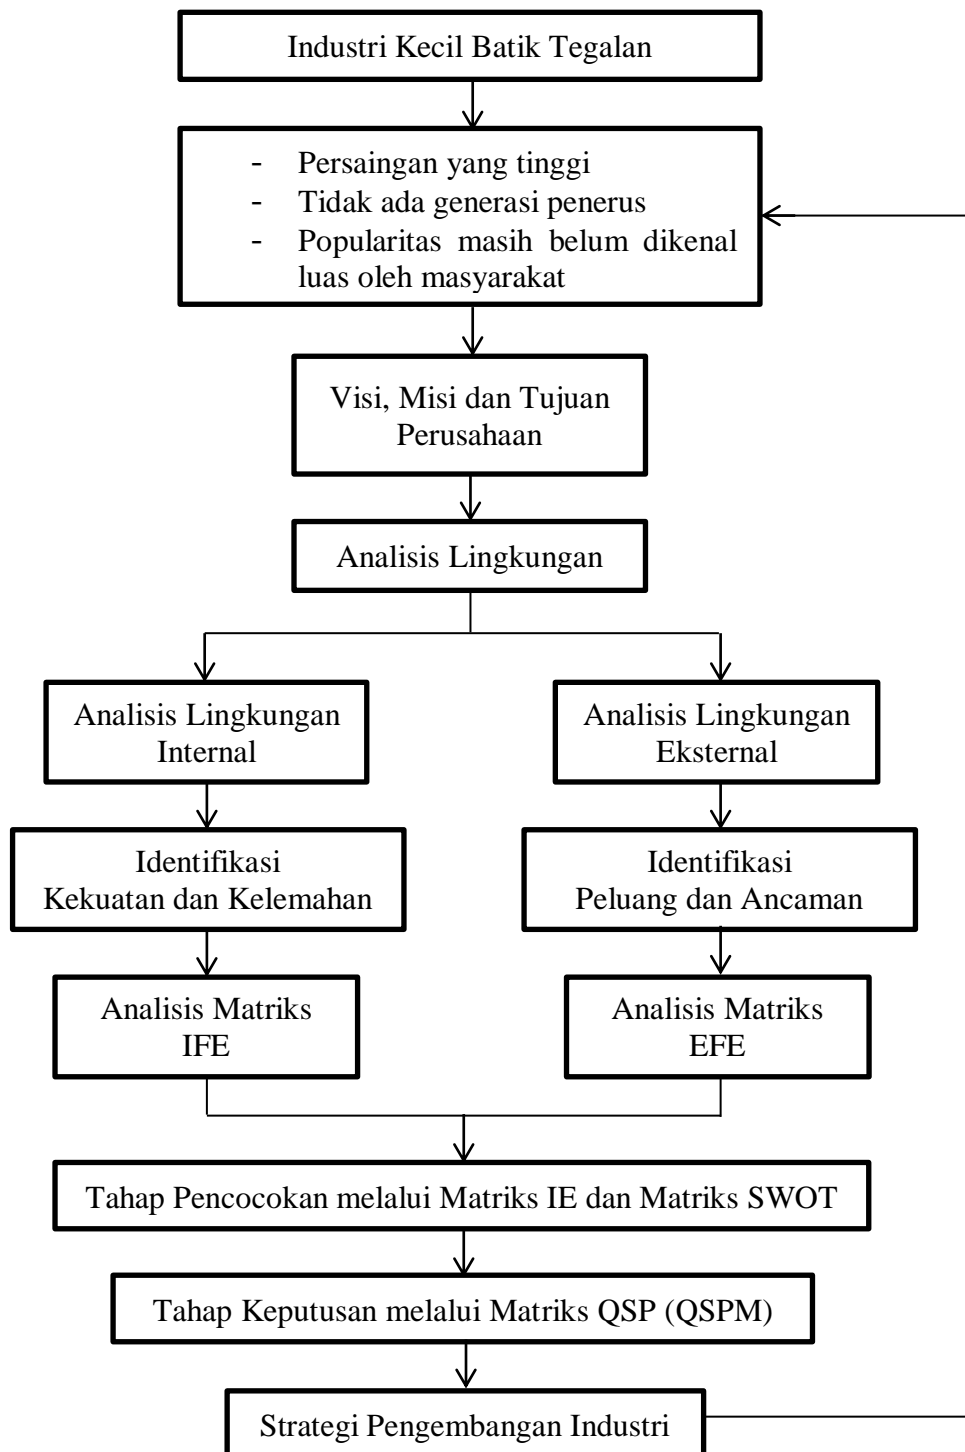 Industri Kecil Batik Tegalan
- Persaingan yang tinggi
- Tidak ada generasi penerus
- Popularitas masih belum dikenal
luas oleh masyarakat
Visi, Misi dan Tujuan
Perusahaan
Analisis Lingkungan
Analisis Lingkungan
Internal
Analisis Lingkungan
Eksternal
Identifikasi
Kekuatan dan Kelemahan
Identifikasi
Peluang dan Ancaman
Analisis Matriks
IFE
Analisis Matriks
EFE
Tahap Pencocokan melalui Matriks IE dan Matriks SWOT
Tahap Keputusan melalui Matriks QSP (QSPM)
Strategi Pengembangan Industri